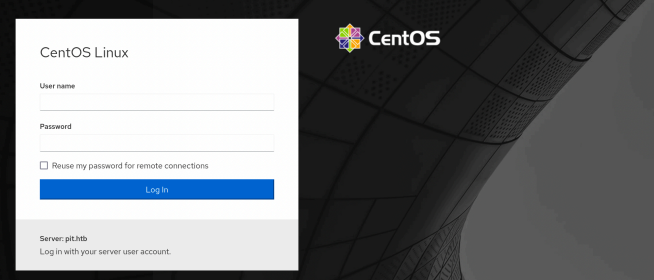 CentOS Linux
CentOS
User name
Password
Reuse my password for remote connections
Log In
Server: pit.htb
Log in with your server user account.